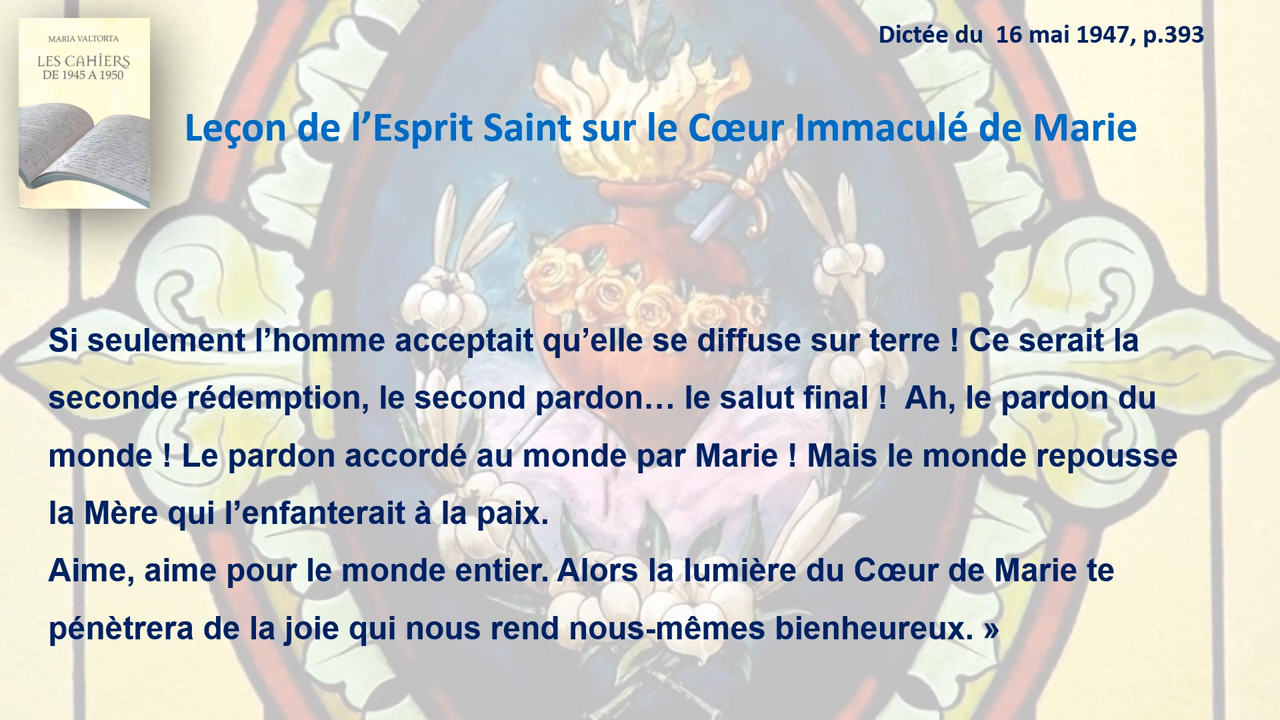 MARIA VALTORTA
LES CAHIERS
DE 1945 A 1950
Dictée du  16 mai 1947, p.393
Leçon de l’Esprit Saint sur le Cœur Immaculé de Marie
Si seulement l’homme acceptait qu’elle se diffuse sur terre ! Ce serait la
seconde rédemption, le second pardon… le salut final !  Ah, le pardon du
monde ! Le pardon accordé au monde par Marie ! Mais le monde repousse
la Mère qui l’enfanterait à la paix.
Aime, aime pour le monde entier. Alors la lumière du Cœur de Marie te
pénètrera de la joie qui nous rend nous-mêmes bienheureux. »